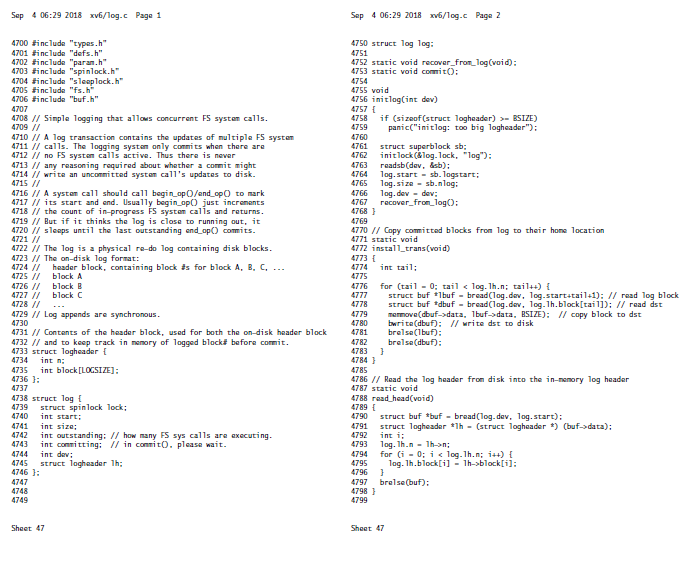 Sep  4 06:29 2018  xv6/log.c  Page 1
4700 #include "types.h"
4701 #include "defs.h"
4702 #include "param.h"
4703 #include "spinlock.h"
4704 #include "sleeplock.h"
4705 #include "fs.h"
4706 #include "buf.h"
4707
4708 // Simple logging that allows concurrent FS system calls.
4709 //
4710 // A log transaction contains the updates of multiple FS system
4711 // calls. The logging system only commits when there are
4712 // no FS system calls active. Thus there is never
4713 // any reasoning required about whether a commit might
4714 // write an uncommitted system call's updates to disk.
4715 //
4716 // A system call should call begin_op()/end_op() to mark
4717 // its start and end. Usually begin_op() just increments
4718 // the count of in-progress FS system calls and returns.
4719 // But if it thinks the log is close to running out, it
4720 // sleeps until the last outstanding end_op() commits.
4721 //
4722 // The log is a physical re-do log containing disk blocks.
4723 // The on-disk log format:
4724 //   header block, containing block #s for block A, B, C, ...
4725 //   block A
4726 //   block B
4727 //   block C
4728 //   ...
4729 // Log appends are synchronous.
4730
4731 // Contents of the header block, used for both the on-disk header block
4732 // and to keep track in memory of logged block# before commit.
4733 struct logheader {
4734   int n;
4735   int block[LOGSIZE];
4736 };
4737
4738 struct log {
4739   struct spinlock lock;
4740   int start;
4741   int size;
4742   int outstanding; // how many FS sys calls are executing.
4743   int committing;  // in commit(), please wait.
4744   int dev;
4745   struct logheader lh;
4746 };
4747
4748
4749
Sheet 47
Sep  4 06:29 2018  xv6/log.c  Page 2
4750 struct log log;
4751
4752 static void recover_from_log(void);
4753 static void commit();
4754
4755 void
4756 initlog(int dev)
4757 {
4758   if (sizeof(struct logheader) >= BSIZE)
4759     panic("initlog: too big logheader");
4760
4761   struct superblock sb;
4762   initlock(&log.lock, "log");
4763   readsb(dev, &sb);
4764   log.start = sb.logstart;
4765   log.size = sb.nlog;
4766   log.dev = dev;
4767   recover_from_log();
4768 }
4769
4770 // Copy committed blocks from log to their home location
4771 static void
4772 install_trans(void)
4773 {
4774   int tail;
4775
4776   for (tail = 0; tail < log.lh.n; tail++) {
4777     struct buf *lbuf = bread(log.dev, log.start+tail+1); // read log block
4778     struct buf *dbuf = bread(log.dev, log.lh.block[tail]); // read dst
4779     memmove(dbuf->data, lbuf->data, BSIZE);  // copy block to dst
4780     bwrite(dbuf);  // write dst to disk
4781     brelse(lbuf);
4782     brelse(dbuf);
4783   }
4784 }
4785
4786 // Read the log header from disk into the in-memory log header
4787 static void
4788 read_head(void)
4789 {
4790   struct buf *buf = bread(log.dev, log.start);
4791   struct logheader *lh = (struct logheader *) (buf->data);
4792   int i;
4793   log.lh.n = lh->n;
4794   for (i = 0; i < log.lh.n; i++) {
4795     log.lh.block[i] = lh->block[i];
4796   }
4797   brelse(buf);
4798 }
4799
Sheet 47